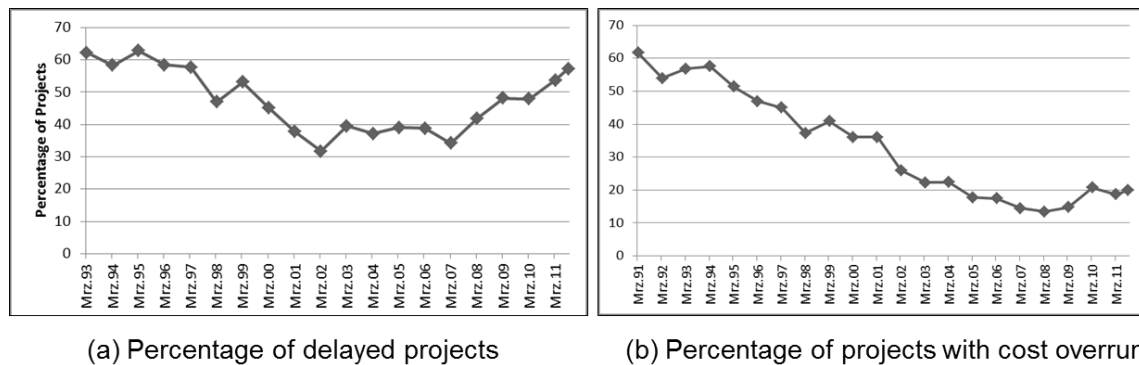 70
60
50
40
30
20
10
0
Percentasge of Projects
Mrz.93
Mrz.94
Mrz.95
Mrz.96
Mrz.97
Mrz.98
Mrz.99
Mrz.00
Mrz.01
Mrz.02
Mrz.03
Mrz.04
Mrz.05
Mrz.06
Mrz.07
Mrz.08
Mrz.09
Mrz.10
Mrz.11
(a) Percentage of delayed projects
70
60
50
40
30
20
10
0
Mrz.91
Mrz.92
Mrz.93
Mrz.94
Mrz.95
Mrz.96
Mrz.97
Mrz.98
Mrz.99
Mrz.00
Mrz.01
Mrz.02
Mrz.03
Mrz.04
Mrz.05
Mrz.06
Mrz.07
Mrz.08
Mrz.09
Mrz.10
Mrz.11
(b) Percentage of projects with cost overrun